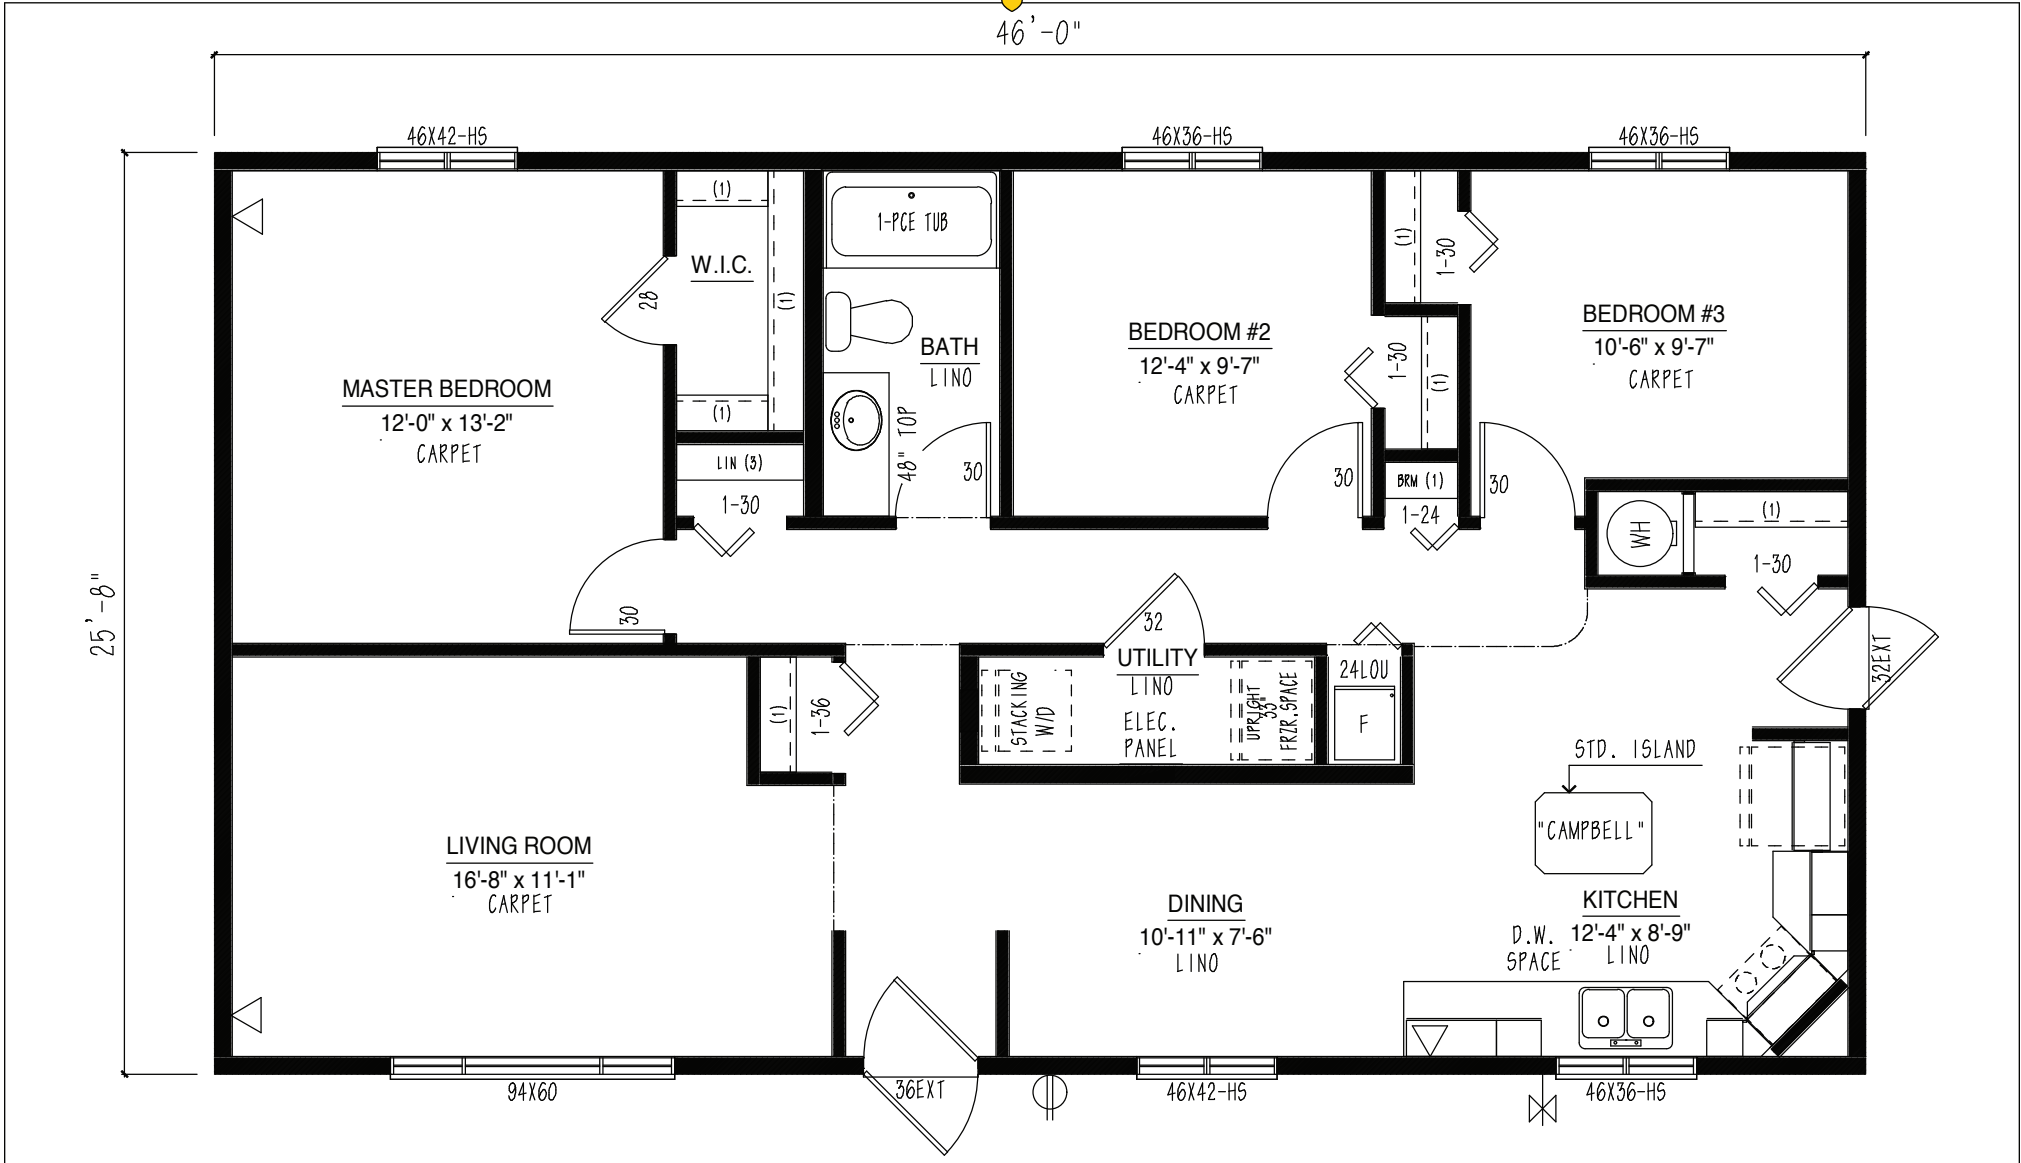 46'-0"
46X42-HS
46X36-HS
46X36-HS
25'-8"
(1)
W.I.C.
28
(1)
(1)
1-PCE TUB
BATH
LINO
48" TOP
30
MASTER BEDROOM
12'-0" x 13'-2"
CARPET
LIN (3)
1-30
30
BEDROOM #2
12'-4" x 9'-7"
CARPET
30
(1)
1-30
1-30
(1)
BRM (1)
1-24
BEDROOM #3
10'-6" x 9'-7"
CARPET
30
WH
(1)
1-30
32EXT
32
UTILITY
LINO
ELEC.
PANEL
STACKING
W/D
UPRIGHT
33"
FRZR.SPACE
24LOU
F
(1)
1-36
LIVING ROOM
16'-8" x 11'-1"
CARPET
STD. ISLAND
"CAMPBELL"
DINING
10'-11" x 7'-6"
LINO
KITCHEN
12'-4" x 8'-9"
LINO
D.W.
SPACE
94X60
36EXT
46X42-HS
46X36-HS